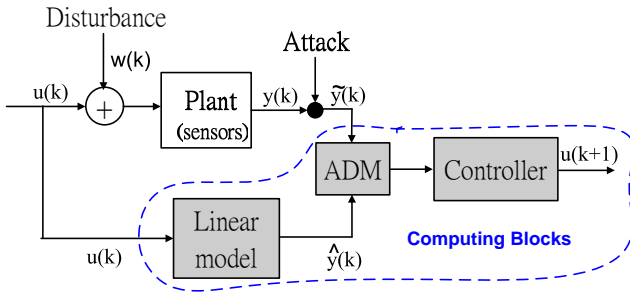 Disturbance
w(k)
Attack
u(k)
+
Plant
(sensors)
y(k)
ỹ(k)
ADM
Controller
u(k+1)
Linear
model
u(k)
ŷ(k)
Computing Blocks